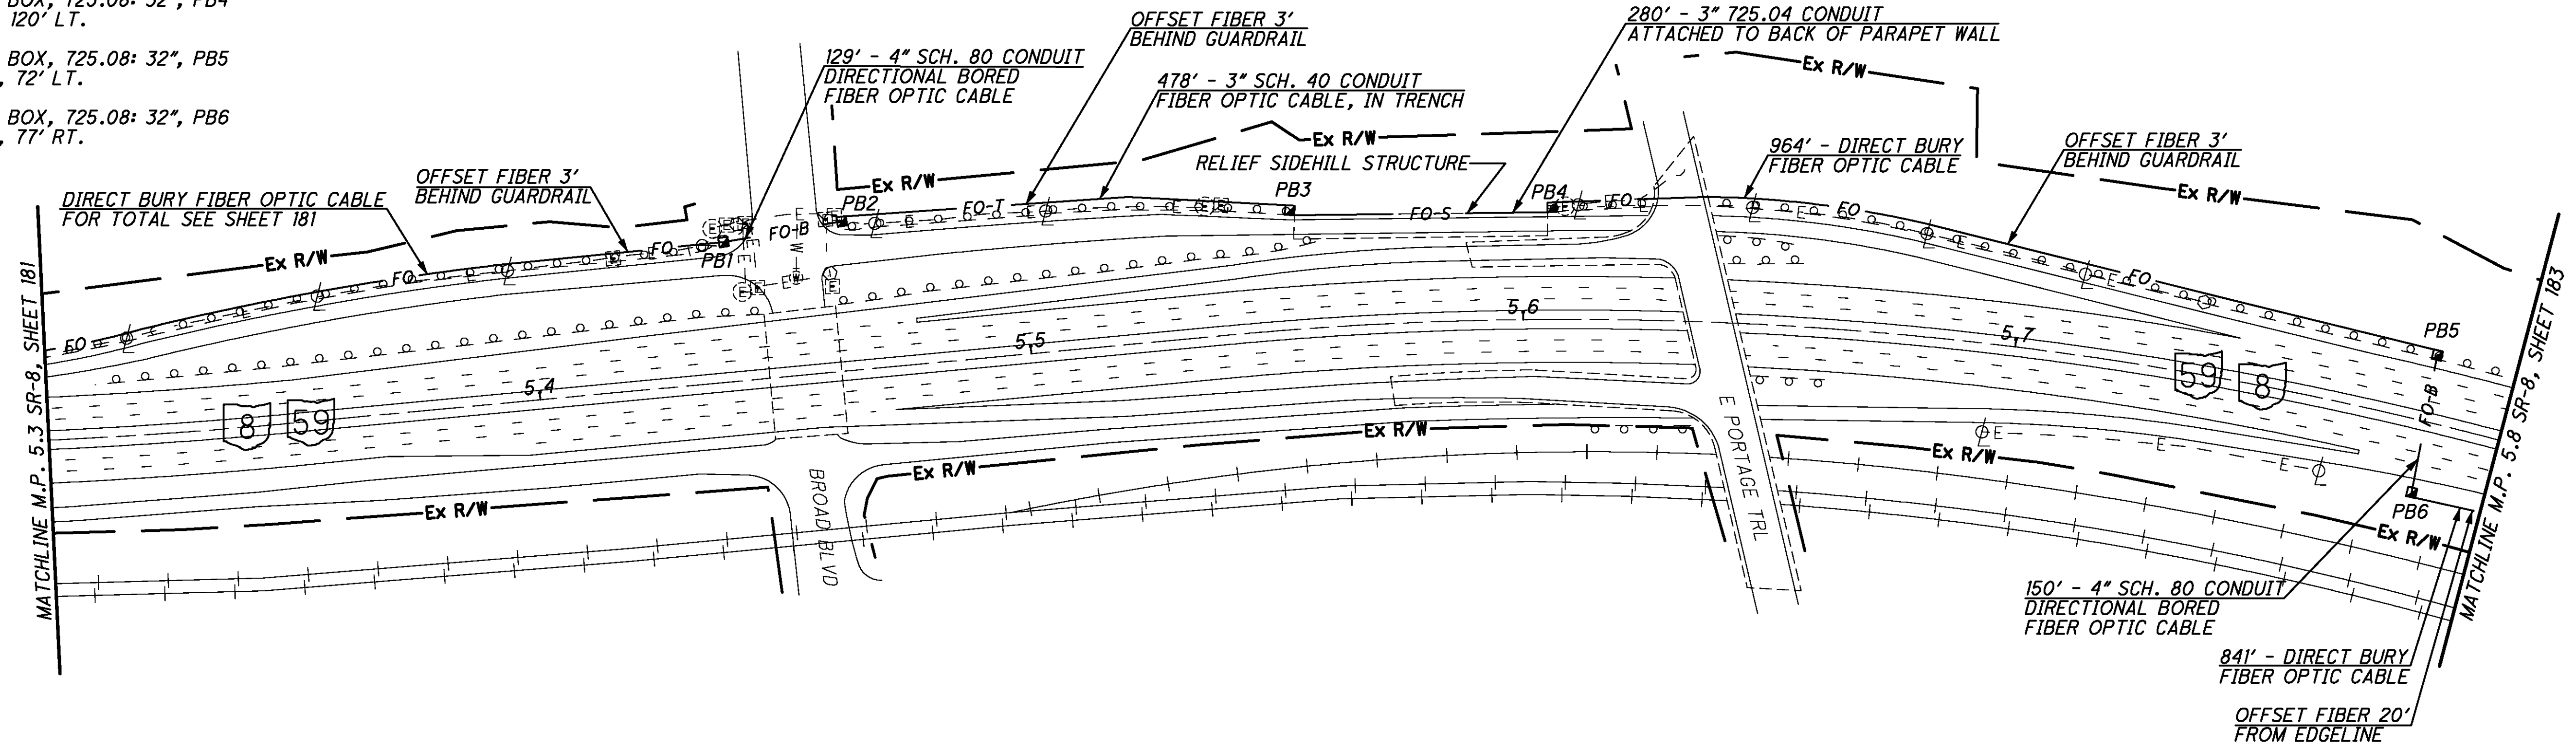 BOX, 725.08: 32", PB4
120' LT.
BOX, 725.08: 32", PB5
, 72' LT.
BOX, 725.08: 32", PB6
, 77' RT.
OFFSET FIBER 3'
BEHIND GUARDRAIL
280' - 3" 725.04 CONDUIT
ATTACHED TO BACK OF PARAPET WALL
129' - 4" SCH. 80 CONDUIT
DIRECTIONAL BORED
FIBER OPTIC CABLE
478' - 3" SCH. 40 CONDUIT
FIBER OPTIC CABLE, IN TRENCH
Ex R/W
Ex R/W
964' - DIRECT BURY
FIBER OPTIC CABLE
OFFSET FIBER 3'
BEHIND GUARDRAIL
RELIEF SIDEHILL STRUCTURE
OFFSET FIBER 3'
BEHIND GUARDRAIL
DIRECT BURY FIBER OPTIC CABLE
FOR TOTAL SEE SHEET 181
Ex R/W
Ex R/W
Ex R/W
PB1
PB2
PB3
PB4
PB5
PB6
FO
FO
FO
FO-B
FO-T
FO-S
FO
FO
FO
FO-B
5.4
5.5
5.6
5.7
8
59
59
8
Ex R/W
Ex R/W
Ex R/W
Ex R/W
Ex R/W
BROAD BLVD
E PORTAGE TRL
MATCHLINE M.P. 5.3 SR-8, SHEET 181
MATCHLINE M.P. 5.8 SR-8, SHEET 183
150' - 4" SCH. 80 CONDUIT
DIRECTIONAL BORED
FIBER OPTIC CABLE
841' - DIRECT BURY
FIBER OPTIC CABLE
OFFSET FIBER 20'
FROM EDGELINE